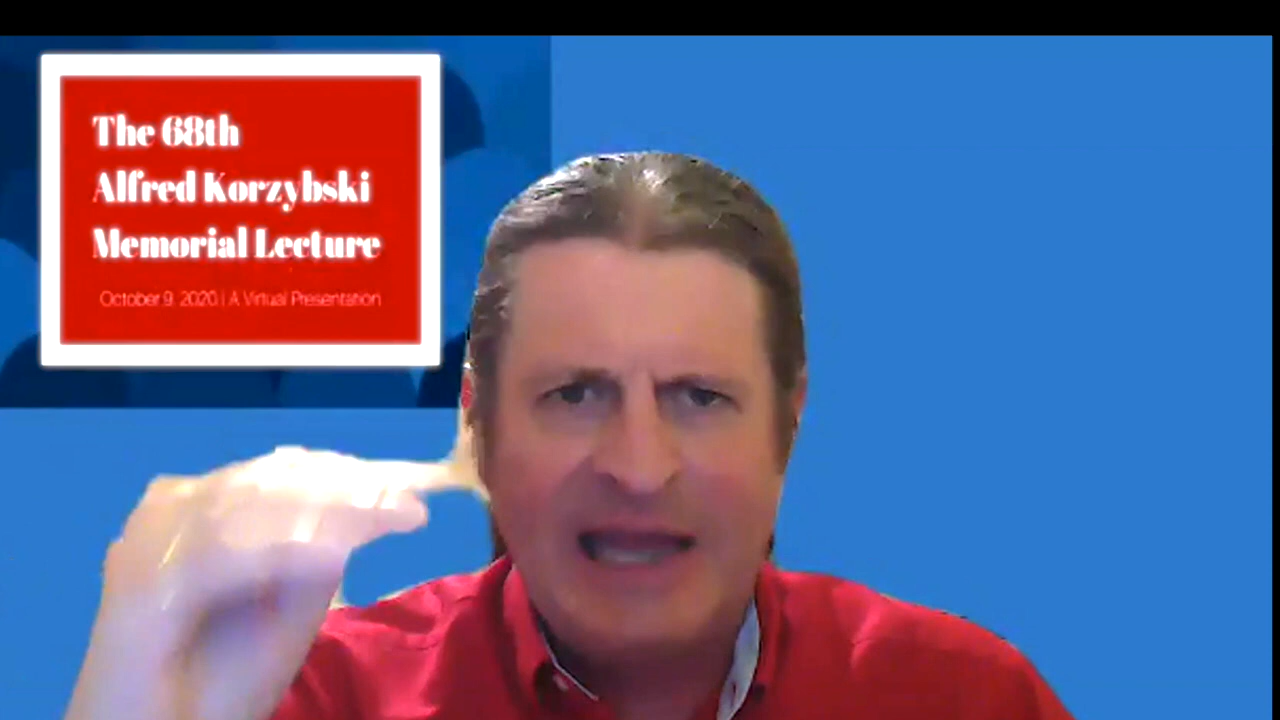 The 68th
Alfred Korzybski
Memorial Lecture
October 9, 2020 | A Virtual Presentation